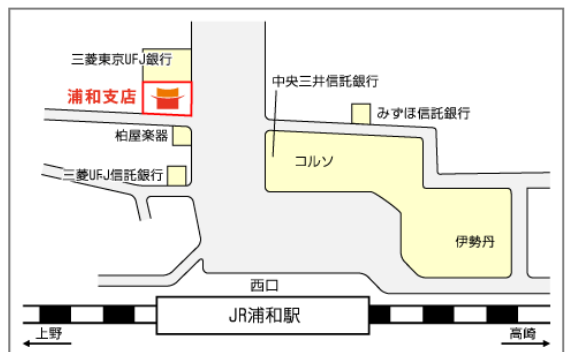 三菱東京UFJ銀行
浦和支店
中央三井信託銀行
みずほ信託銀行
柏屋楽器
コルソ
三菱UFJ信託銀行
伊勢丹
西口
JR浦和駅
上野
高崎